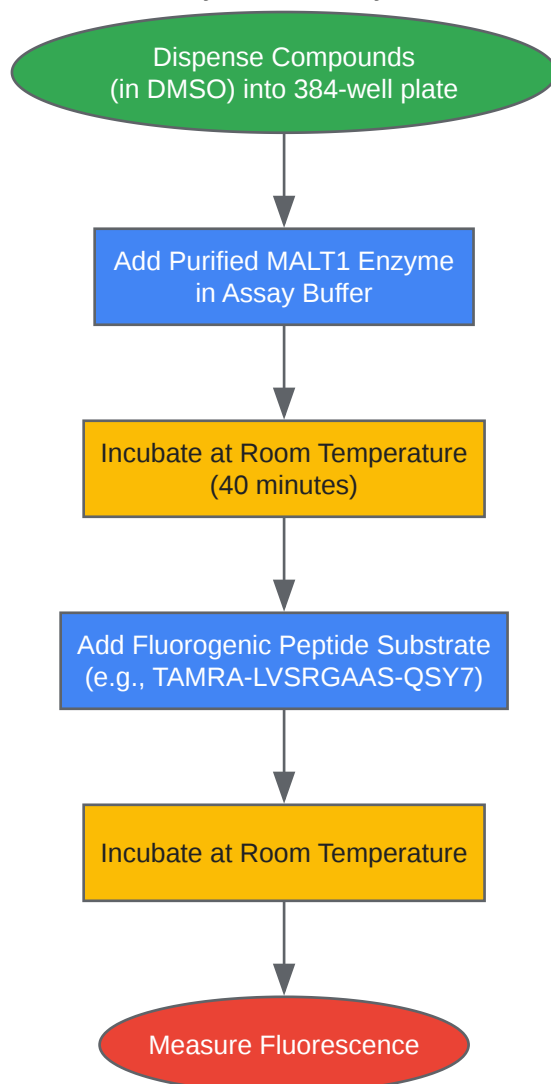 Dispense Compounds
(in DMSO) into 384-well plate
Add Purified MALT1 Enzyme
in Assay Buffer
Incubate at Room Temperature
(40 minutes)
Add Fluorogenic Peptide Substrate
(e.g., TAMRA-LVSRGAAS-QSY7)
Incubate at Room Temperature
Measure Fluorescence